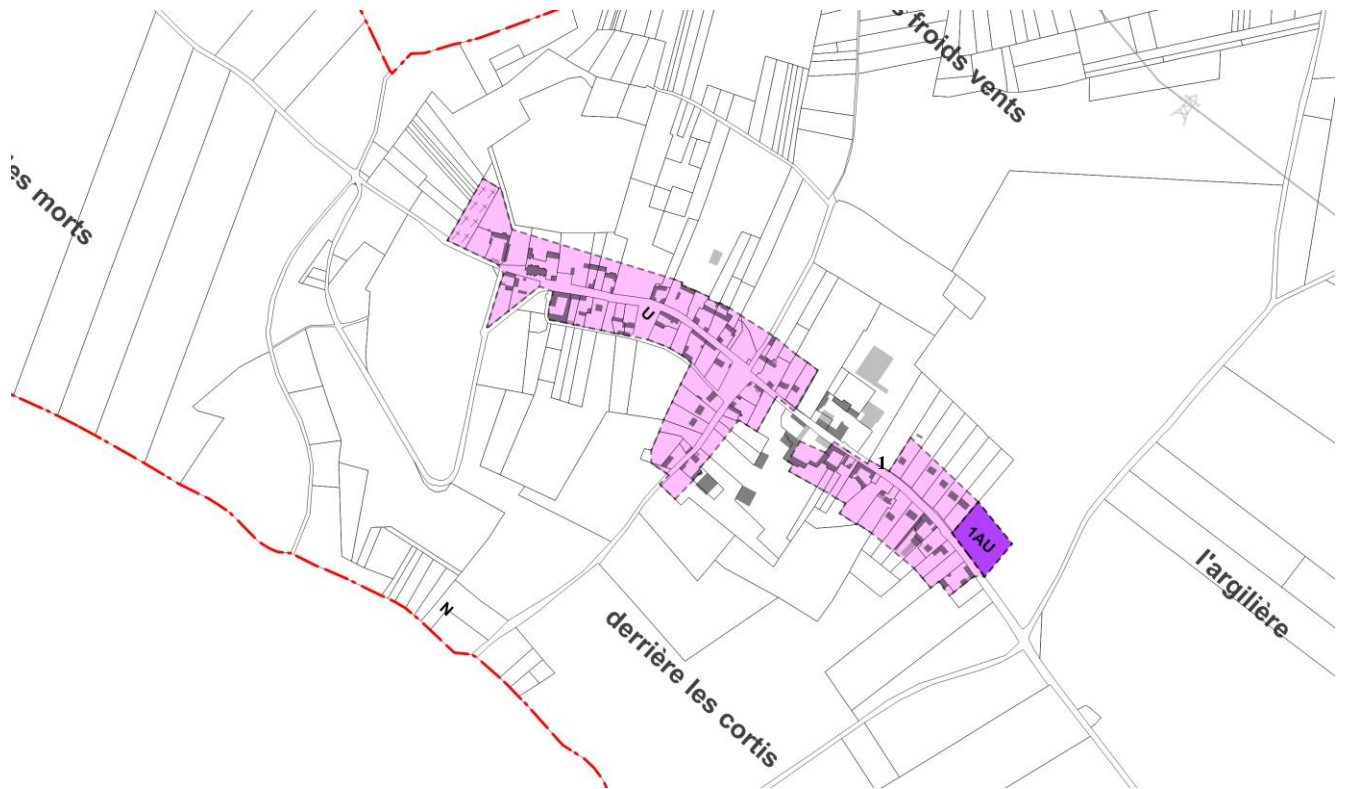 froids vents
es morts
U
1
1AU
l'argilière
N
derrière les cortis